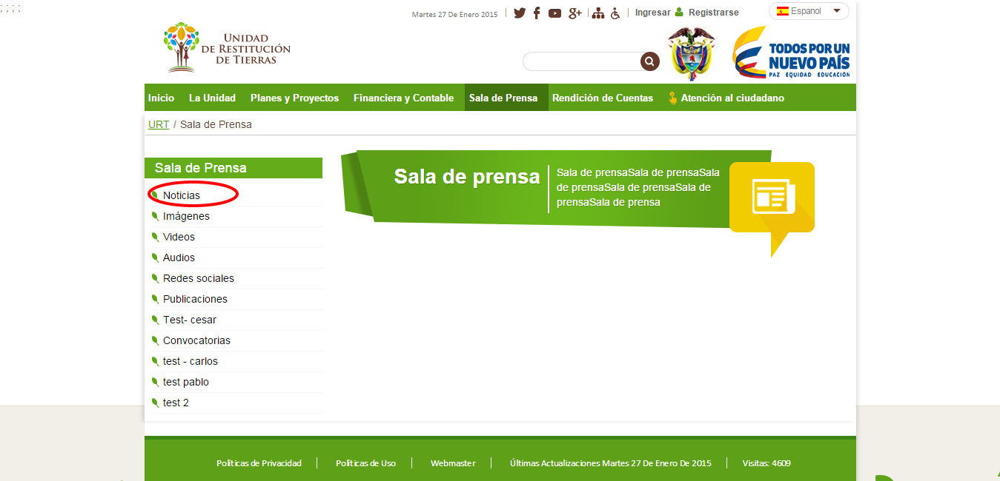 ; ; ; ;
Martes 27 De Enero 2015
Ingresar
Registrarse
Espanol
UNIDAD
DE RESTITUCIÓN
DE TIERRAS
TODOS POR UN
NUEVO PAÍS
PAZ EQUIDAD EDUCACIÓN
Inicio La Unidad Planes y Proyectos Financiera y Contable Sala de Prensa Rendición de Cuentas Atención al ciudadano
URT / Sala de Prensa
Sala de Prensa
Noticias
Imágenes
Videos
Audios
Redes sociales
Publicaciones
Test- cesar
Convocatorias
test - carlos
test pablo
test 2
Sala de prensa
Sala de prensaSala de prensaSala
de prensaSala de prensaSala de
prensaSala de prensa
Políticas de Privacidad Políticas de Uso Webmaster Últimas Actualizaciones Martes 27 De Enero De 2015 Visitas: 4609